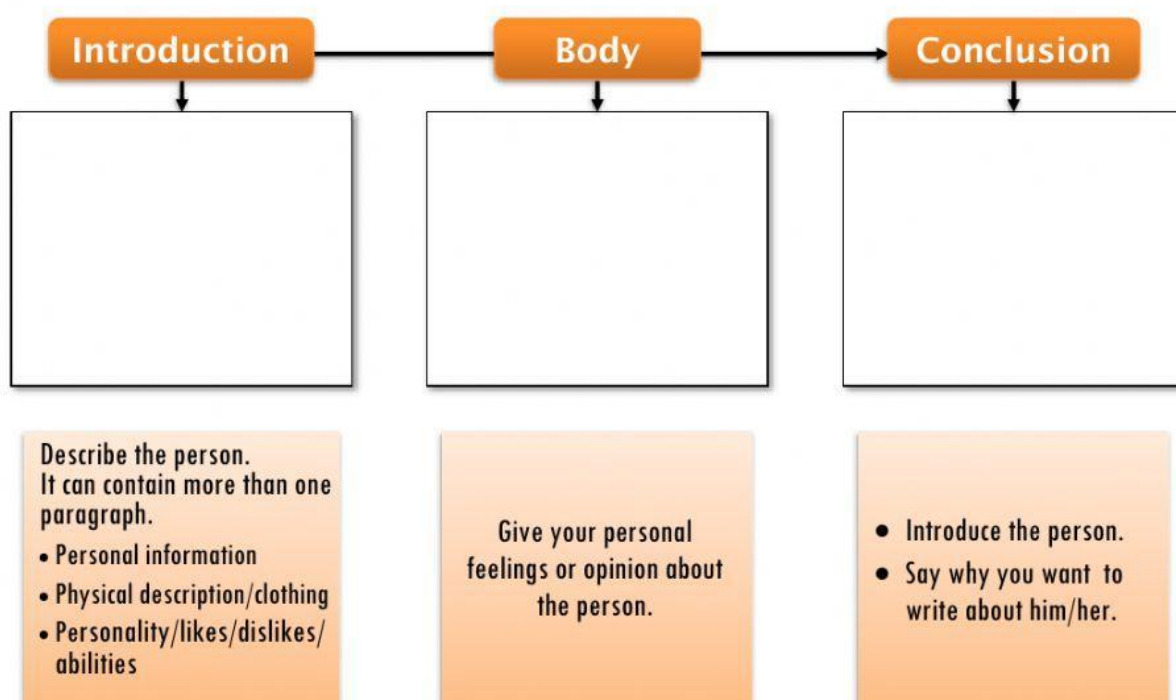 Introduction
Body
Conclusion
Describe the person.
It can contain more than one
paragraph.
• Personal information
• Physical description/clothing
• Personality/likes/dislikes/
abilities
Give your personal
feelings or opinion about
the person.
• Introduce the person.
• Say why you want to
write about him/her.